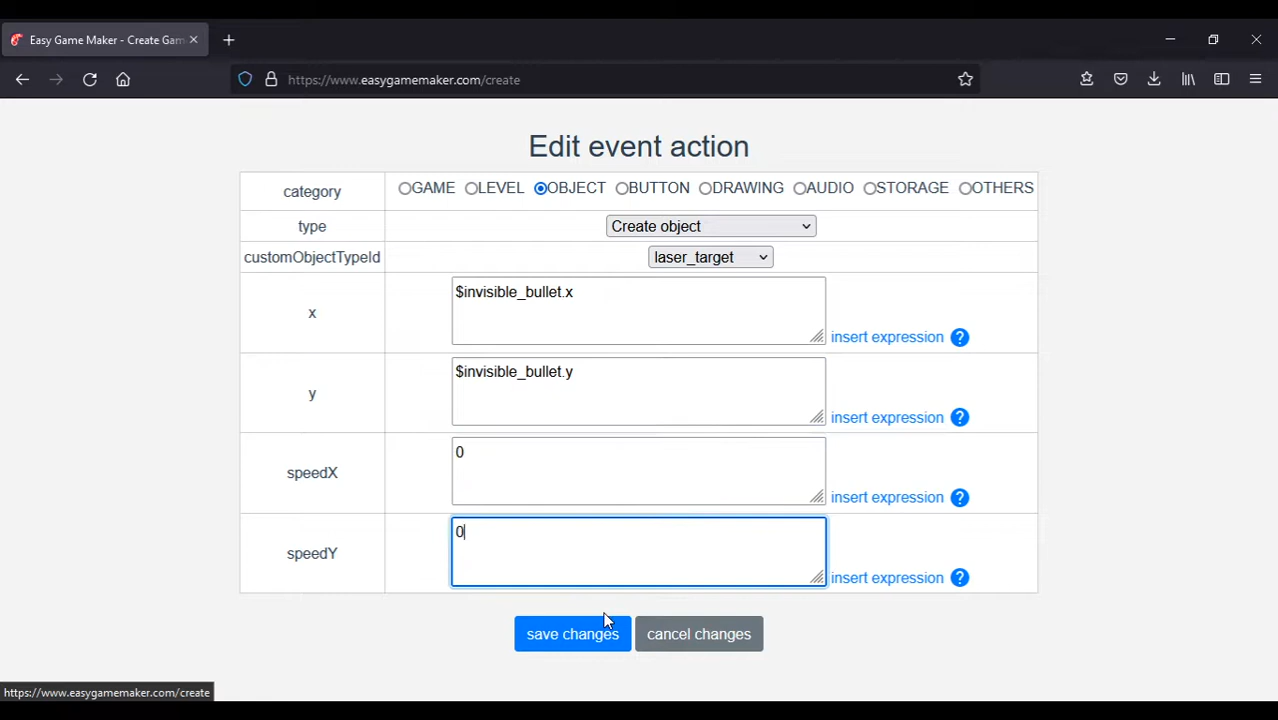 Easy Game Maker - Create Gam
https://www.easygamemaker.com/create
Edit event action
category GAME LEVEL OBJECT BUTTON DRAWING AUDIO STORAGE OTHERS
type Create object
customObjectTypeId laser_target
x $invisible_bullet.x insert expression ?
y $invisible_bullet.y insert expression ?
speedX 0 insert expression ?
speedY 0 insert expression ?
save changes cancel changes
https://www.easygamemaker.com/create